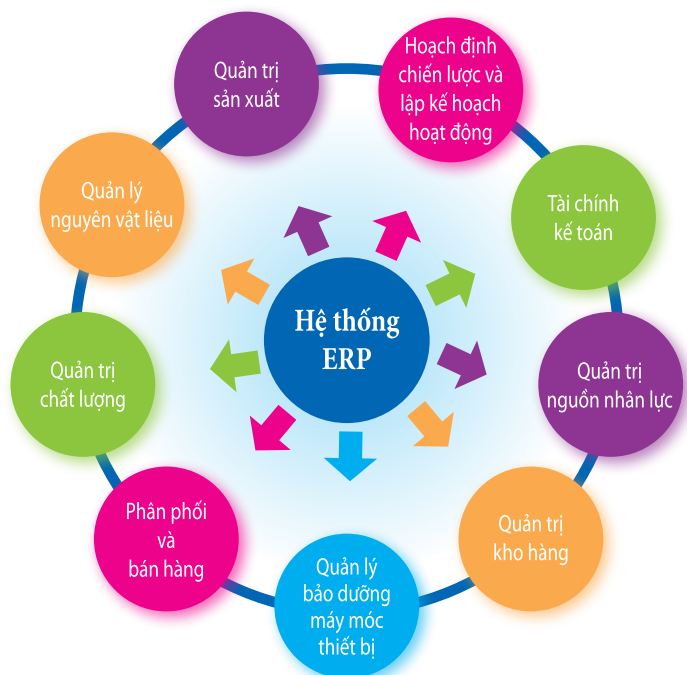 Hoạch định
chiến lược và
lập kế hoạch
hoạt động
Tài chính
kế toán
Quản trị
nguồn nhân lực
Quản trị
kho hàng
Quản lý
bảo dưỡng
máy móc
thiết bị
Phân phối
và
bán hàng
Quản trị
chất lượng
Quản lý
nguyên vật liệu
Quản trị
sản xuất
Hệ thống
ERP